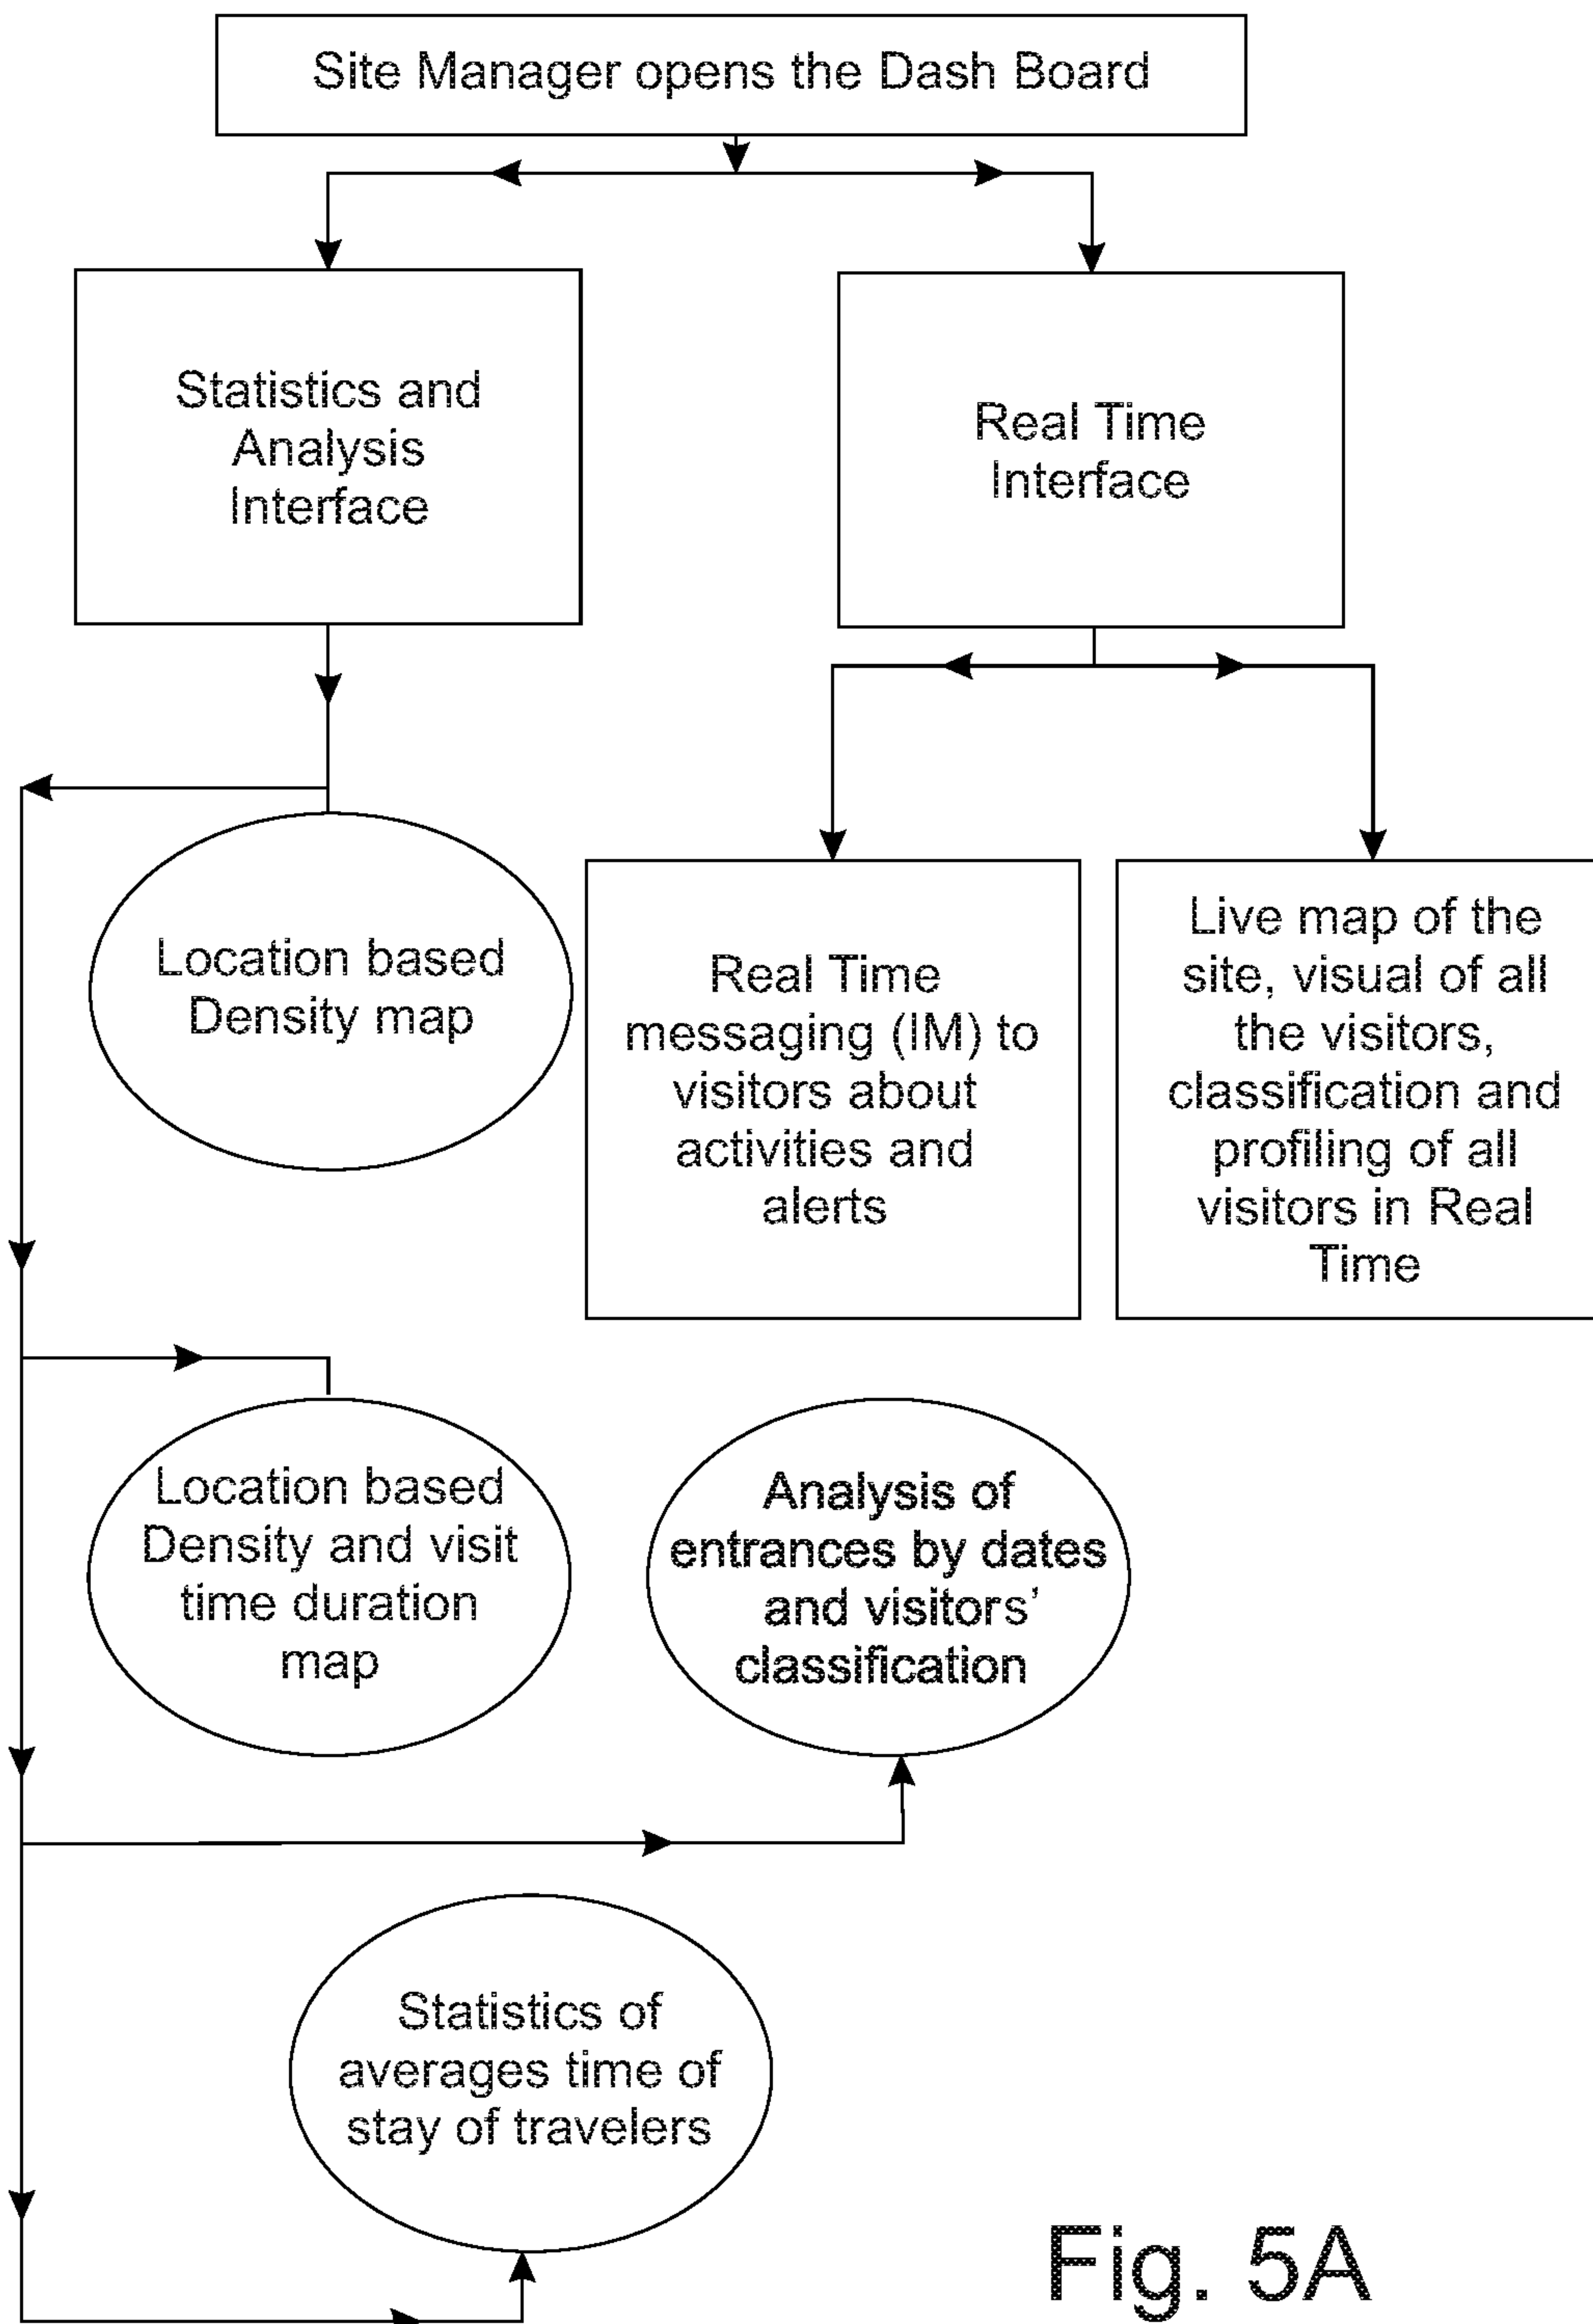 Site Manager opens the Dash Board
Statistics and
Analysis
Interface
Real Time
Interface
Location based
Density map
Real Time
messaging (IM) to
visitors about
activities and
alerts
Live map of the
site, visual of all
the visitors,
classification and
profiling of all
visitors in Real
Time
Location based
Density and visit
time duration
map
Analysis of
entrances by dates
and visitors’
classification
Statistics of
averages time of
stay of travelers
Fig. 5A